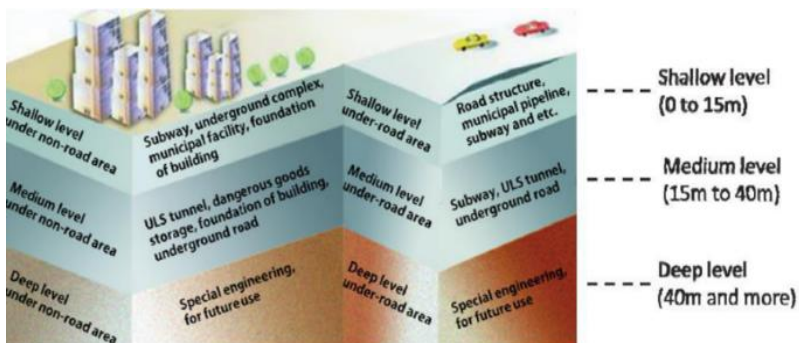 Shallow level
under non-road area
Subway, underground complex,
municipal facility, foundation
of building
Shallow level
under-road area
Road structure,
municipal pipeline,
subway and etc.
Shallow level
(0 to 15m)
Medium level
under non-road area
ULS tunnel, dangerous goods
storage, foundation of building,
underground road
Medium level
under-road area
Subway, ULS tunnel,
underground road
Medium level
(15m to 40m)
Deep level
under non-road area
Special engineering,
for future use
Deep level
under-road area
Special engineering,
for future use
Deep level
(40m and more)